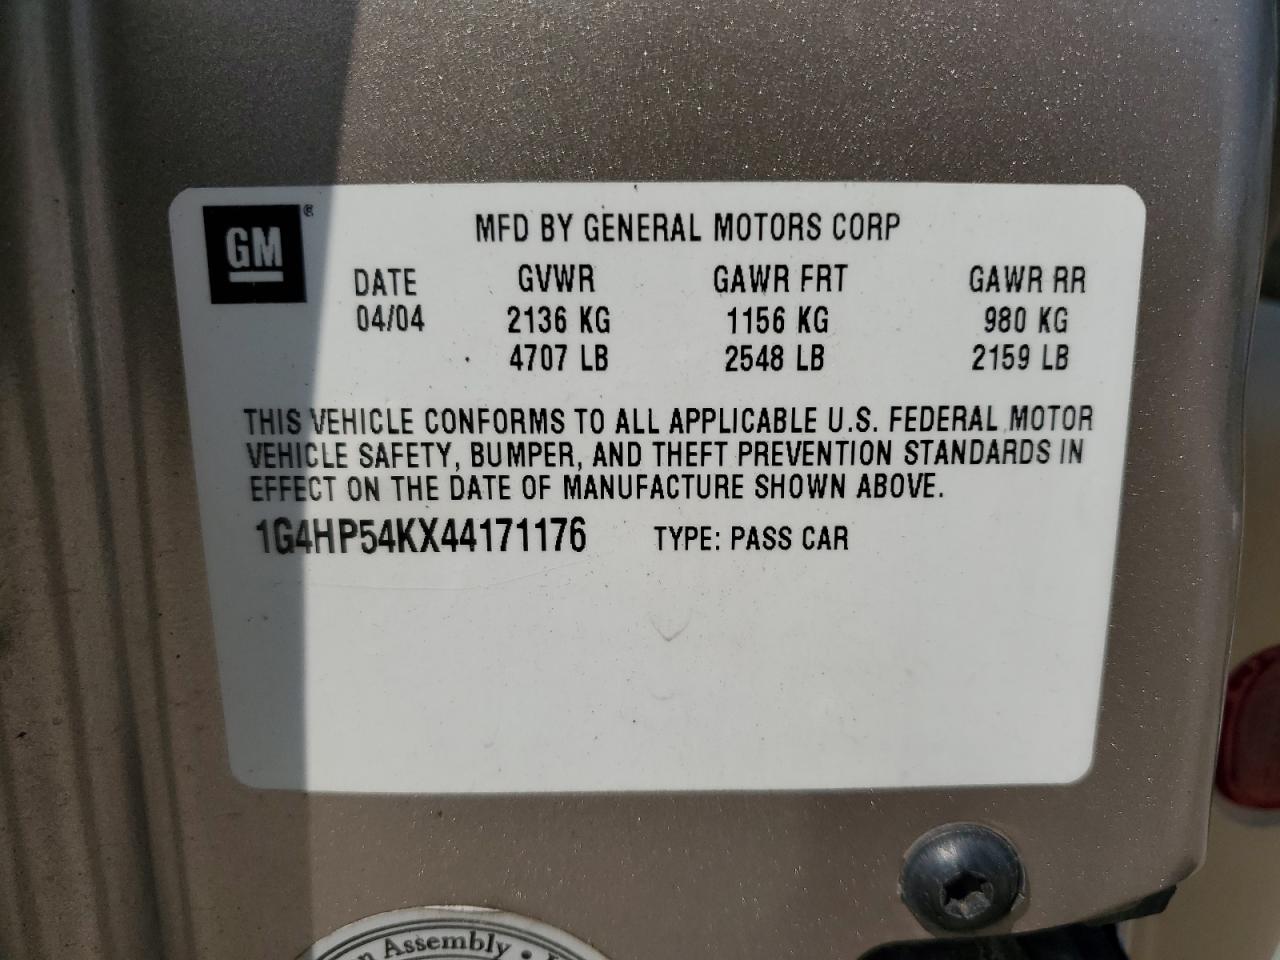 GM ®
MFD BY GENERAL MOTORS CORP
DATE GVWR GAWR FRT GAWR RR
04/04 2136 KG 1156 KG 980 KG
4707 LB 2548 LB 2159 LB
THIS VEHICLE CONFORMS TO ALL APPLICABLE U.S. FEDERAL MOTOR
VEHICLE SAFETY, BUMPER, AND THEFT PREVENTION STANDARDS IN
EFFECT ON THE DATE OF MANUFACTURE SHOWN ABOVE.
1G4HP54KX44171176 TYPE: PASS CAR
Assembly •